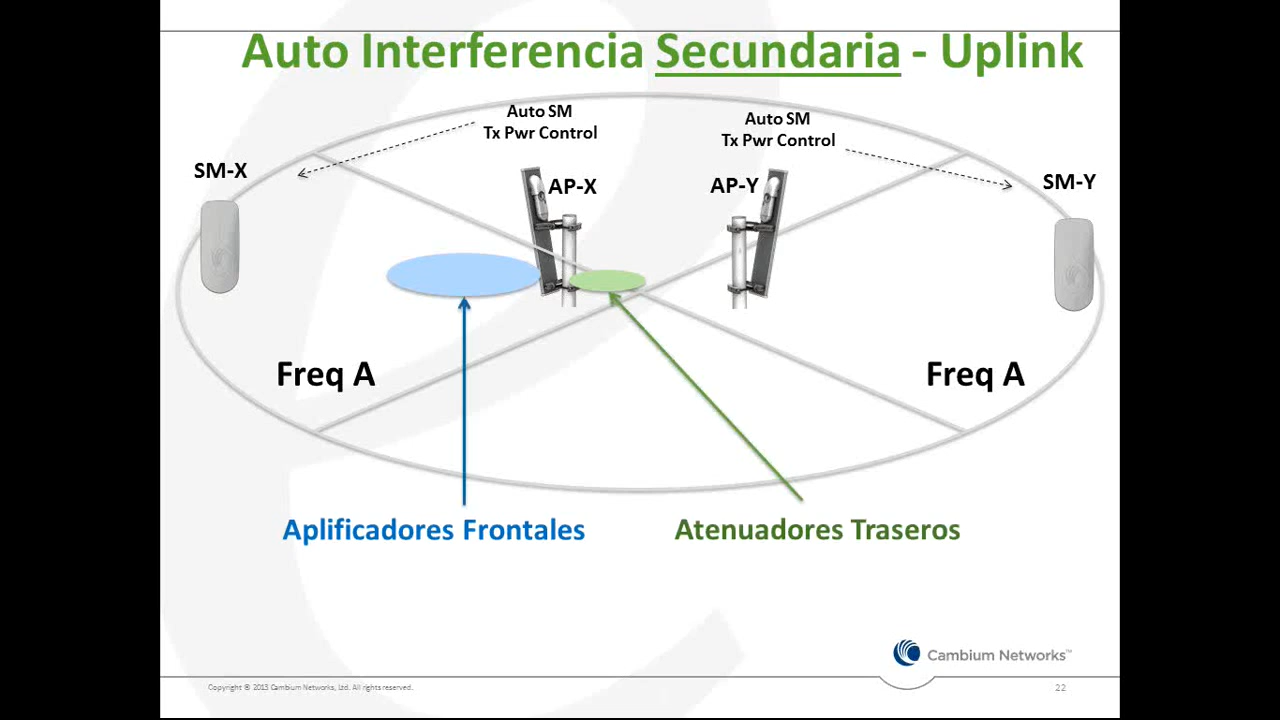 Auto Interferencia Secundaria - Uplink
Auto SM
Tx Pwr Control
Auto SM
Tx Pwr Control
SM-X
AP-X
AP-Y
SM-Y
Freq A
Freq A
Aplificadores Frontales
Atenuadores Traseros
Cambium Networks™
Copyright © 2013 Cambium Networks, Ltd. All rights reserved.
22